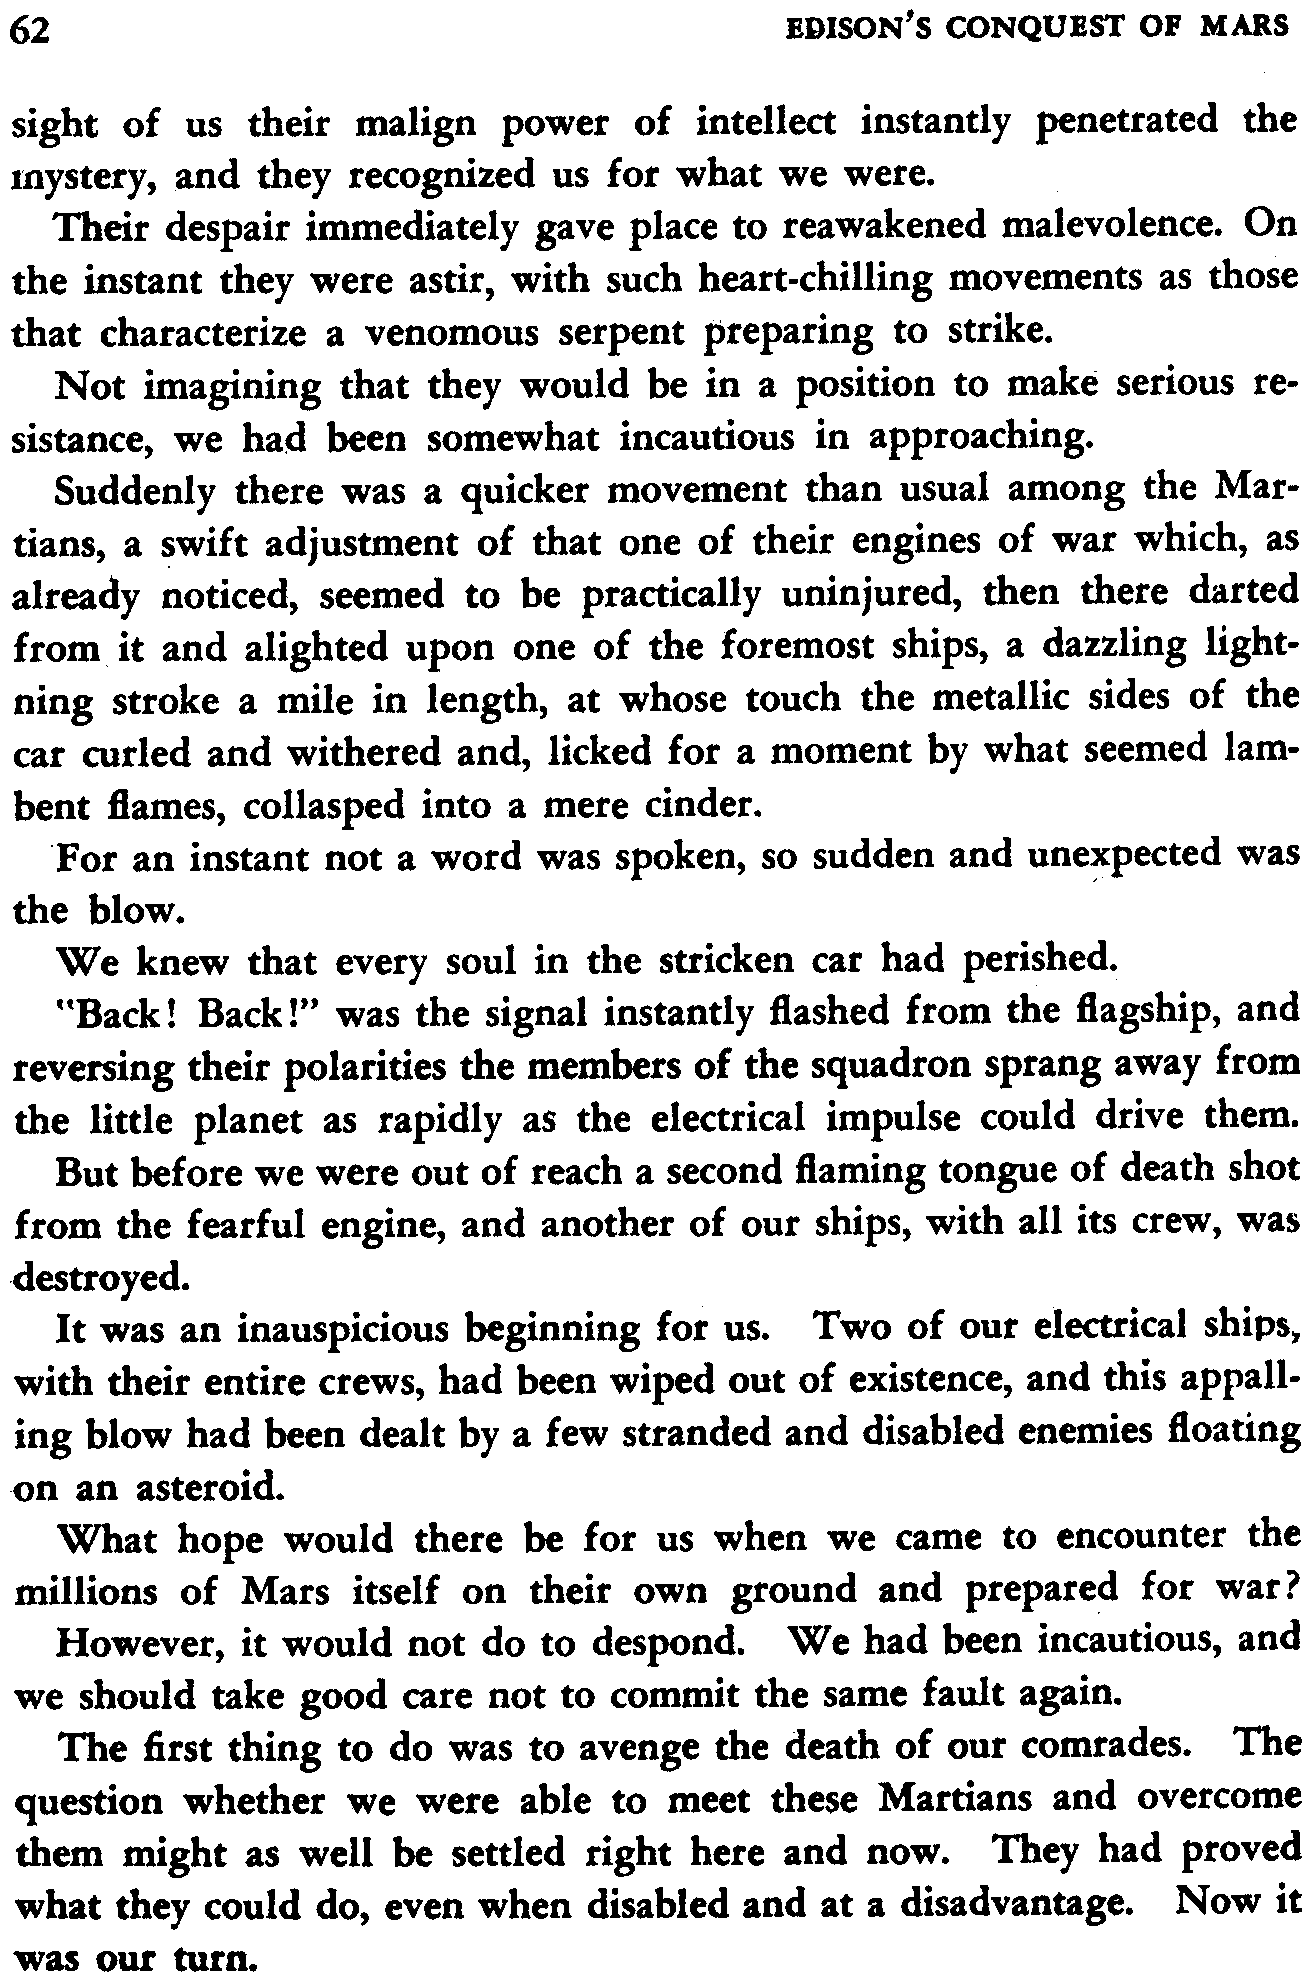 62 EDISON'S CONQUEST OF MARS
sight of us their malign power of intellect instantly penetrated the
mystery, and they recognized us for what we were.
Their despair immediately gave place to reawakened malevolence. On
the instant they were astir, with such heart-chilling movements as those
that characterize a venomous serpent preparing to strike.
Not imagining that they would be in a position to make serious re-
sistance, we had been somewhat incautious in approaching.
Suddenly there was a quicker movement than usual among the Mar-
tians, a swift adjustment of that one of their engines of war which, as
already noticed, seemed to be practically uninjured, then there darted
from it and alighted upon one of the foremost ships, a dazzling light-
ning stroke a mile in length, at whose touch the metallic sides of the
car curled and withered and, licked for a moment by what seemed lam-
bent flames, collasped into a mere cinder.
For an instant not a word was spoken, so sudden and unexpected was
the blow.
We knew that every soul in the stricken car had perished.
"Back! Back!" was the signal instantly flashed from the flagship, and
reversing their polarities the members of the squadron sprang away from
the little planet as rapidly as the electrical impulse could drive them.
But before we were out of reach a second flaming tongue of death shot
from the fearful engine, and another of our ships, with all its crew, was
destroyed.
It was an inauspicious beginning for us. Two of our electrical ships,
with their entire crews, had been wiped out of existence, and this appall-
ing blow had been dealt by a few stranded and disabled enemies floating
on an asteroid.
What hope would there be for us when we came to encounter the
millions of Mars itself on their own ground and prepared for war?
However, it would not do to despond. We had been incautious, and
we should take good care not to commit the same fault again.
The first thing to do was to avenge the death of our comrades. The
question whether we were able to meet these Martians and overcome
them might as well be settled right here and now. They had proved
what they could do, even when disabled and at a disadvantage. Now it
was our turn.